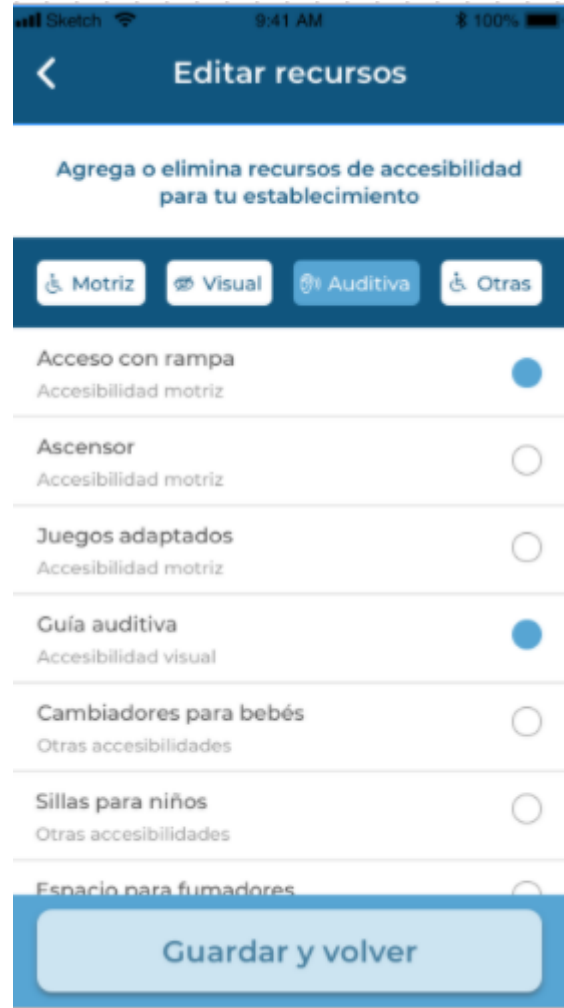 Sketch 9:41 AM 100%
Editar recursos
Agrega o elimina recursos de accesibilidad
para tu establecimiento
Motriz Visual Auditiva Otras
Acceso con rampa
Accesibilidad motriz
Ascensor
Accesibilidad motriz
Juegos adaptados
Accesibilidad motriz
Guía auditiva
Accesibilidad visual
Cambiadores para bebés
Otras accesibilidades
Sillas para niños
Otras accesibilidades
Espacio para fumadores
Guardar y volver